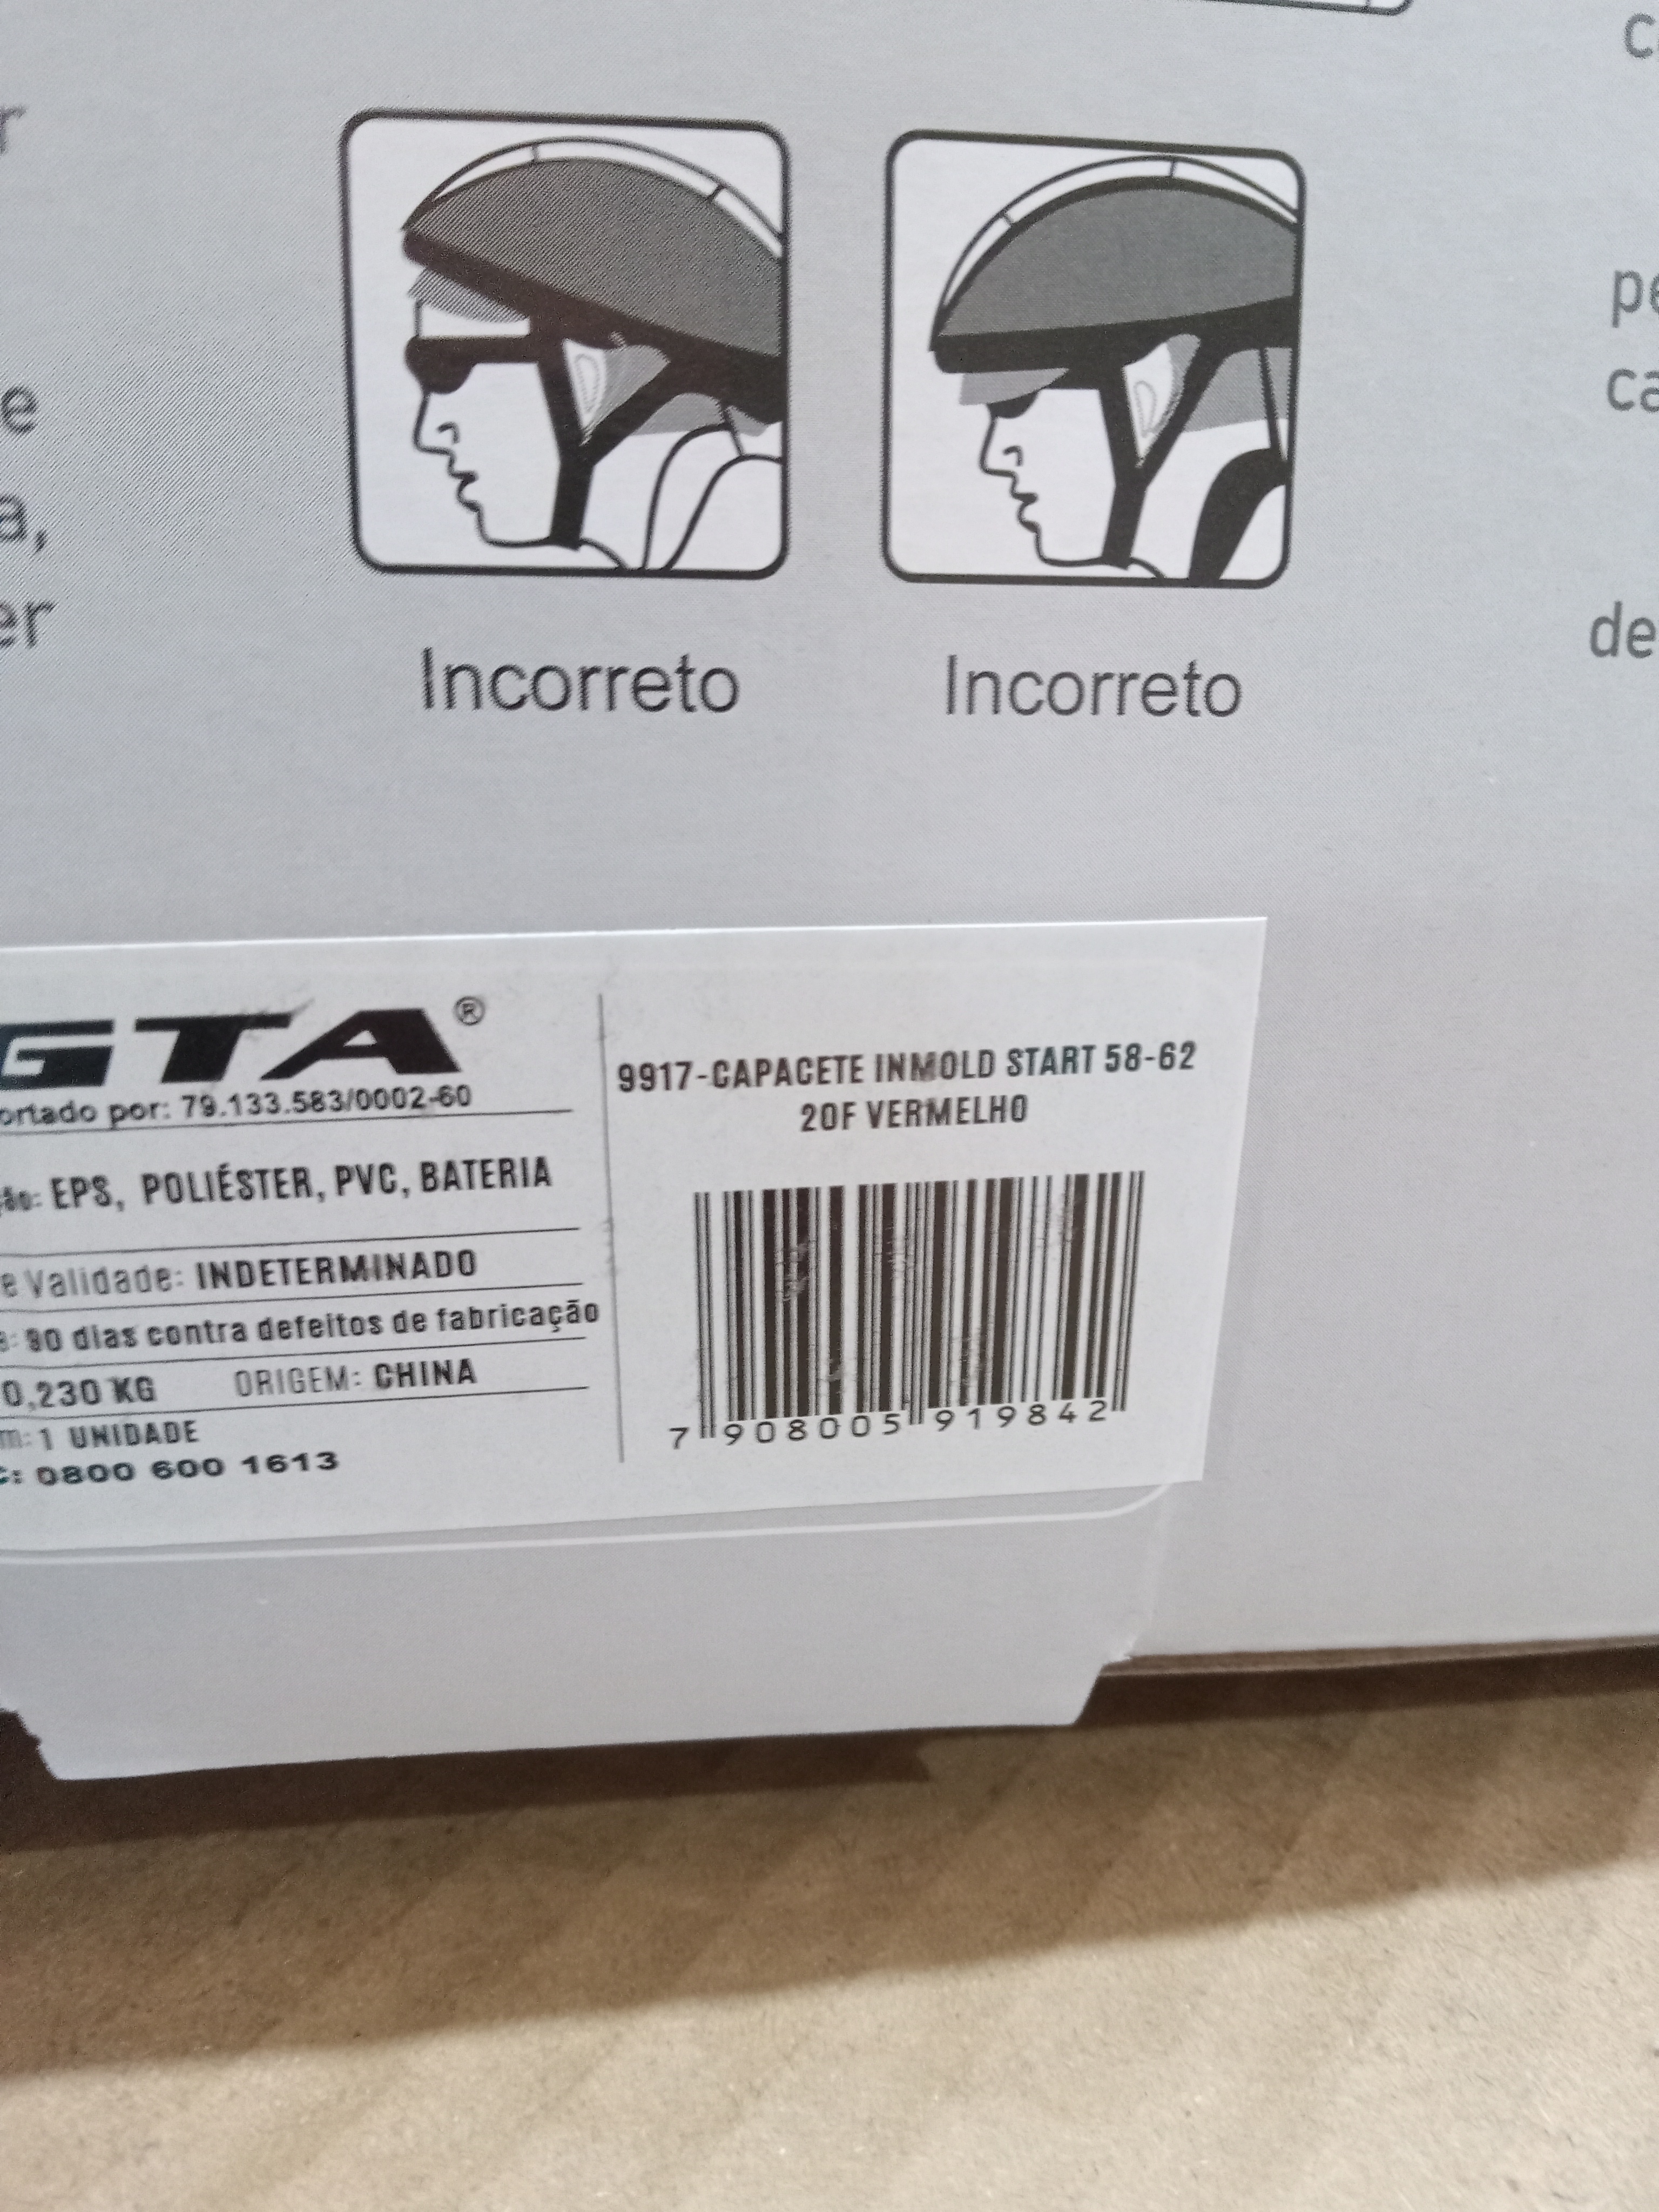 Incorreto
Incorreto
GTA®
79.133.583/0002-60
EPS, POLIÉSTER, PVC, BATERIA
Validade: INDETERMINADO
90 dias contra defeitos de fabricação
0,230 KG ORIGEM: CHINA
1 UNIDADE
0800 600 1613
9917-CAPACETE INMOLD START 58-62
20F VERMELHO
7 908005 919842